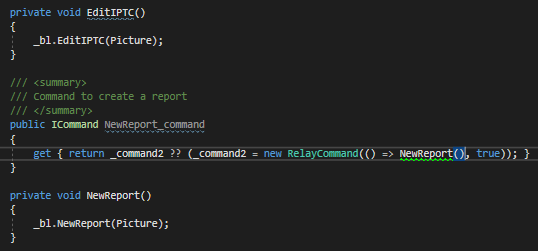 private void EditIPTC()
{
_bl.EditIPTC(Picture);
}
/// <summary>
/// Command to create a report
/// </summary>
public ICommand NewReport_command
{
get { return _command2 ?? (_command2 = new RelayCommand(() => NewReport(), true)); }
}
private void NewReport()
{
_bl.NewReport(Picture);
}